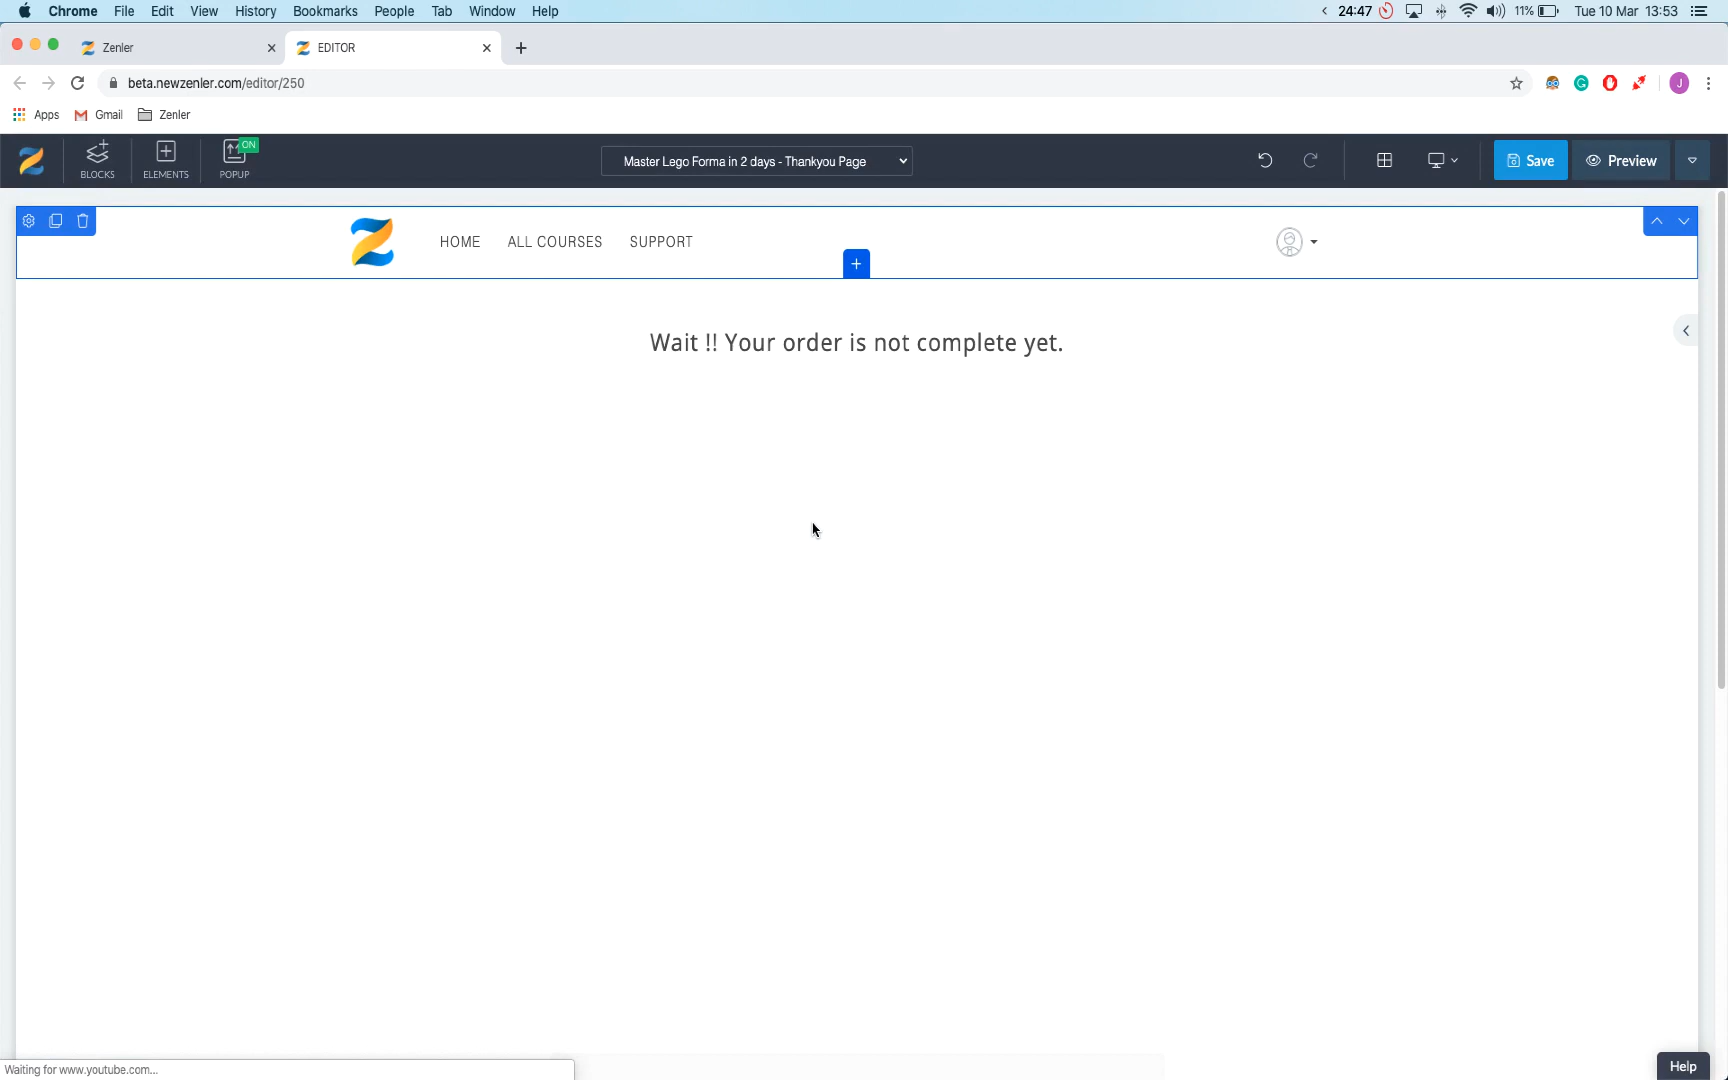 Chrome File Edit View History Bookmarks People Tab Window Help 24:47 11% Tue 10 Mar 13:53
Zenler EDITOR
beta.newzenler.com/editor/250 J
Apps Gmail Zenler
BLOCKS ELEMENTS POPUP ON Master Lego Forma in 2 days - Thankyou Page Save Preview
HOME ALL COURSES SUPPORT
Wait !! Your order is not complete yet.
Waiting for www.youtube.com...
Help